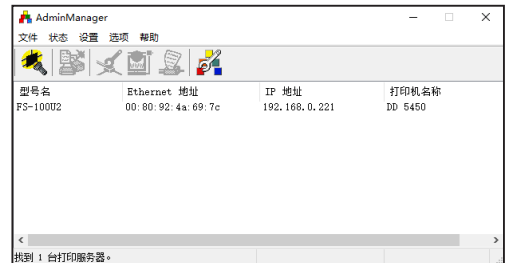 AdminManager
文件 状态 设置 选项 帮助
型号名 Ethernet 地址 IP 地址 打印机名称
FS-100U2 00:80:92:4a:69:7c 192.168.0.221 DD 5450
找到 1 台打印服务器。